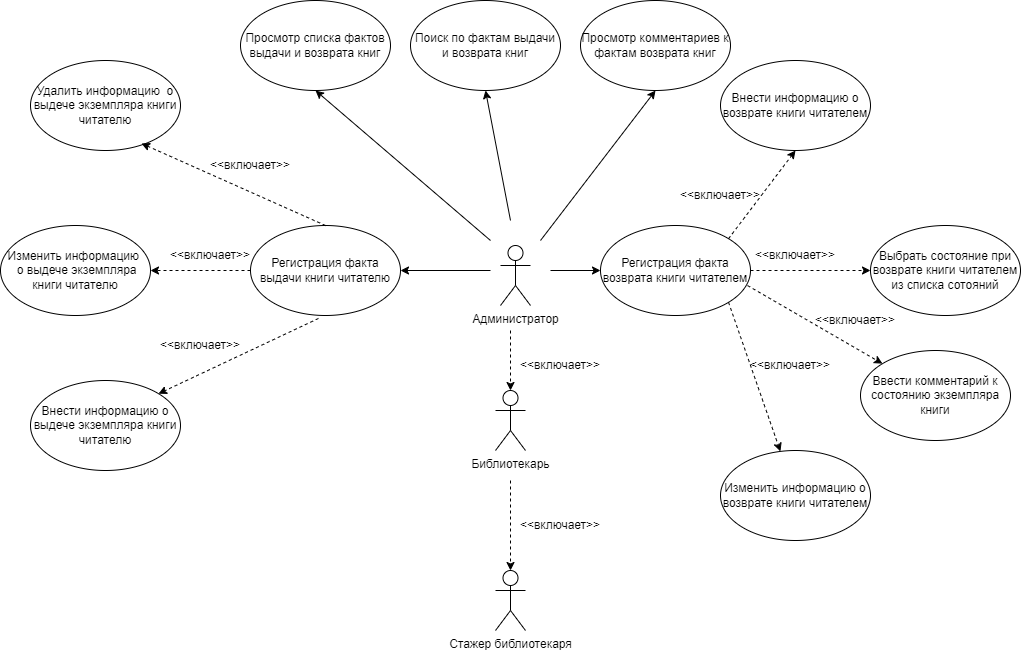 Просмотр списка фактов
выдачи и возврата книг
Поиск по фактам выдачи
и возврата книг
Просмотр комментариев к
фактам возврата книг
Удалить информацию о
выдече экземпляра книги
читателю
Внести информацию о
возврате книги читателем
<<включает>>
<<включает>>
Изменить информацию
о выдече экземпляра
книги читателю
<<включает>>
Регистрация факта
выдачи книги читателю
Регистрация факта
возврата книги читателем
<<включает>>
Выбрать состояние при
возврате книги читателем
из списка сотояний
Администратор
<<включает>>
<<включает>>
<<включает>>
<<включает>>
Ввести комментарий к
состоянию экземпляра
книги
Внести информацию о
выдече экземпляра книги
читателю
Библиотекарь
Изменить информацию о
возврате книги читателем
<<включает>>
Стажер библиотекаря